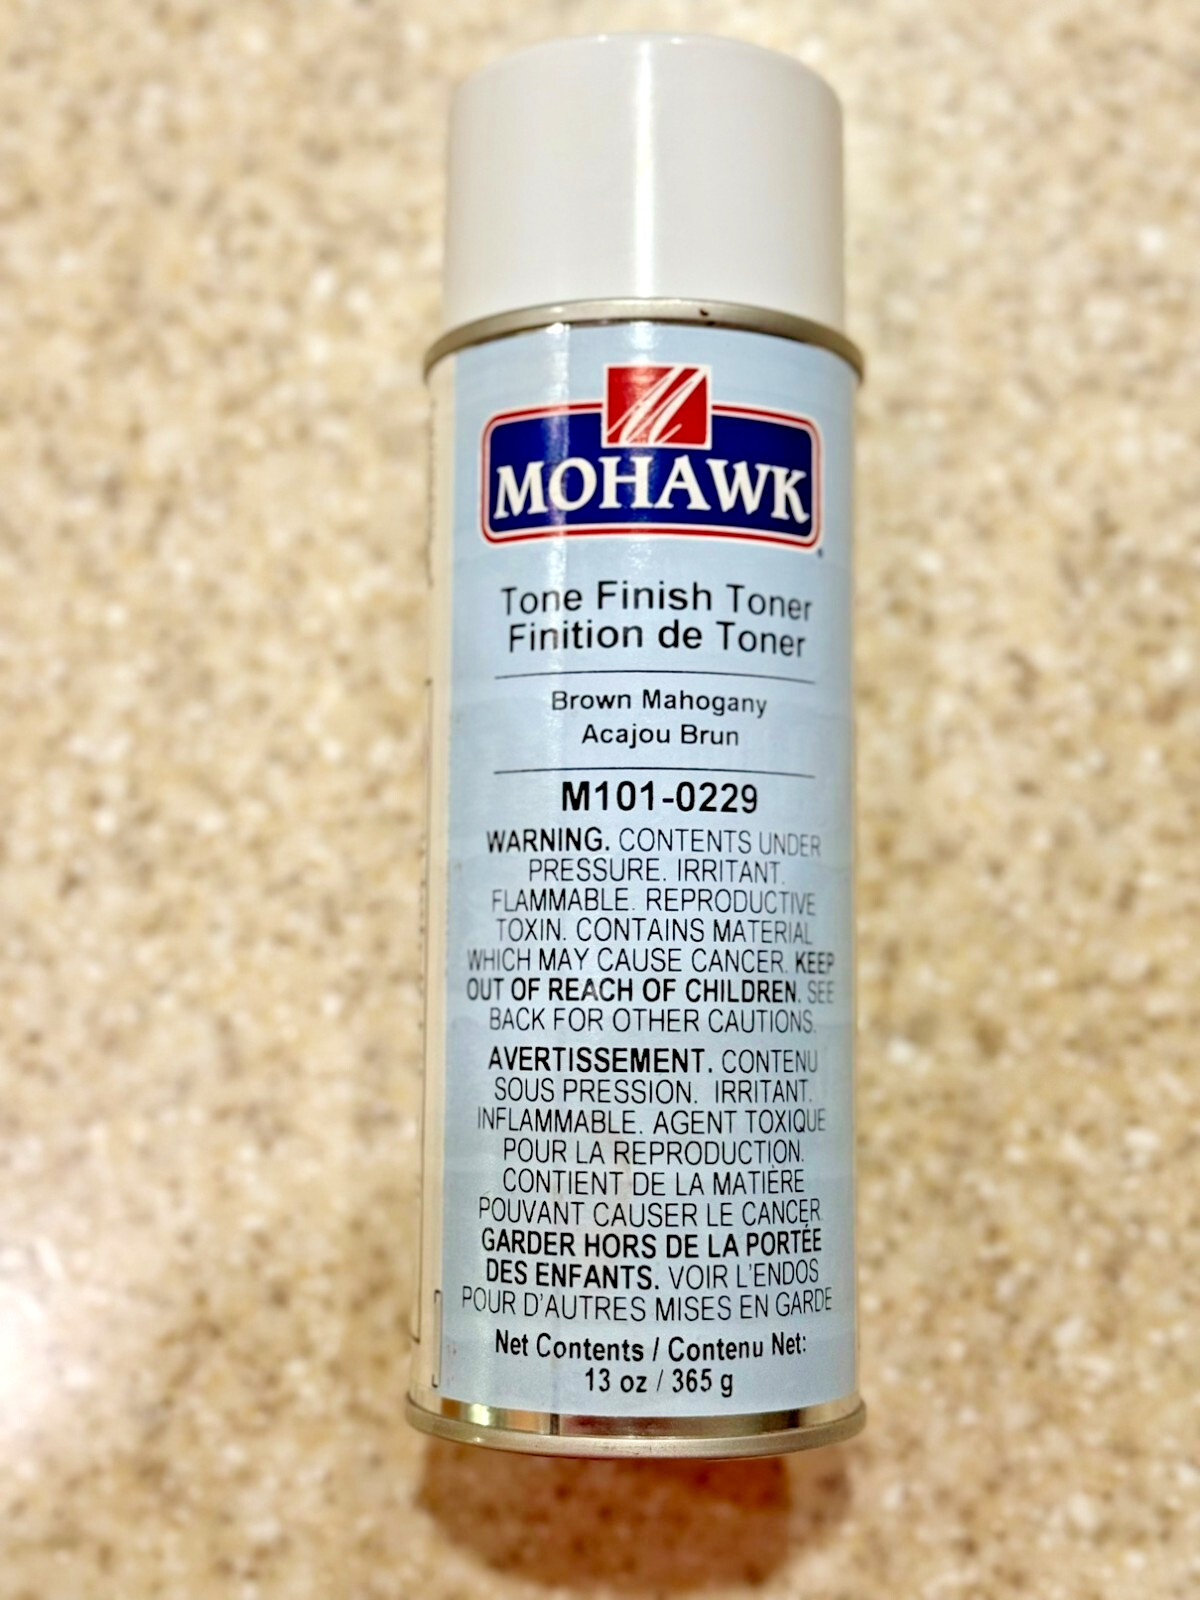 MOHAWK
Tone Finish Toner
Finition de Toner
Brown Mahogany
Acajou Brun
M101-0229
WARNING. CONTENTS UNDER
PRESSURE. IRRITANT.
FLAMMABLE. REPRODUCTIVE
TOXIN. CONTAINS MATERIAL
WHICH MAY CAUSE CANCER. KEEP
OUT OF REACH OF CHILDREN. SEE
BACK FOR OTHER CAUTIONS.
AVERTISSEMENT. CONTENU
SOUS PRESSION. IRRITANT.
INFLAMMABLE. AGENT TOXIQUE
POUR LA REPRODUCTION.
CONTIENT DE LA MATIÈRE
POUVANT CAUSER LE CANCER
GARDER HORS DE LA PORTÉE
DES ENFANTS. VOIR L'ENDOS
POUR D'AUTRES MISES EN GARDE
Net Contents / Contenu Net:
13 oz / 365 g